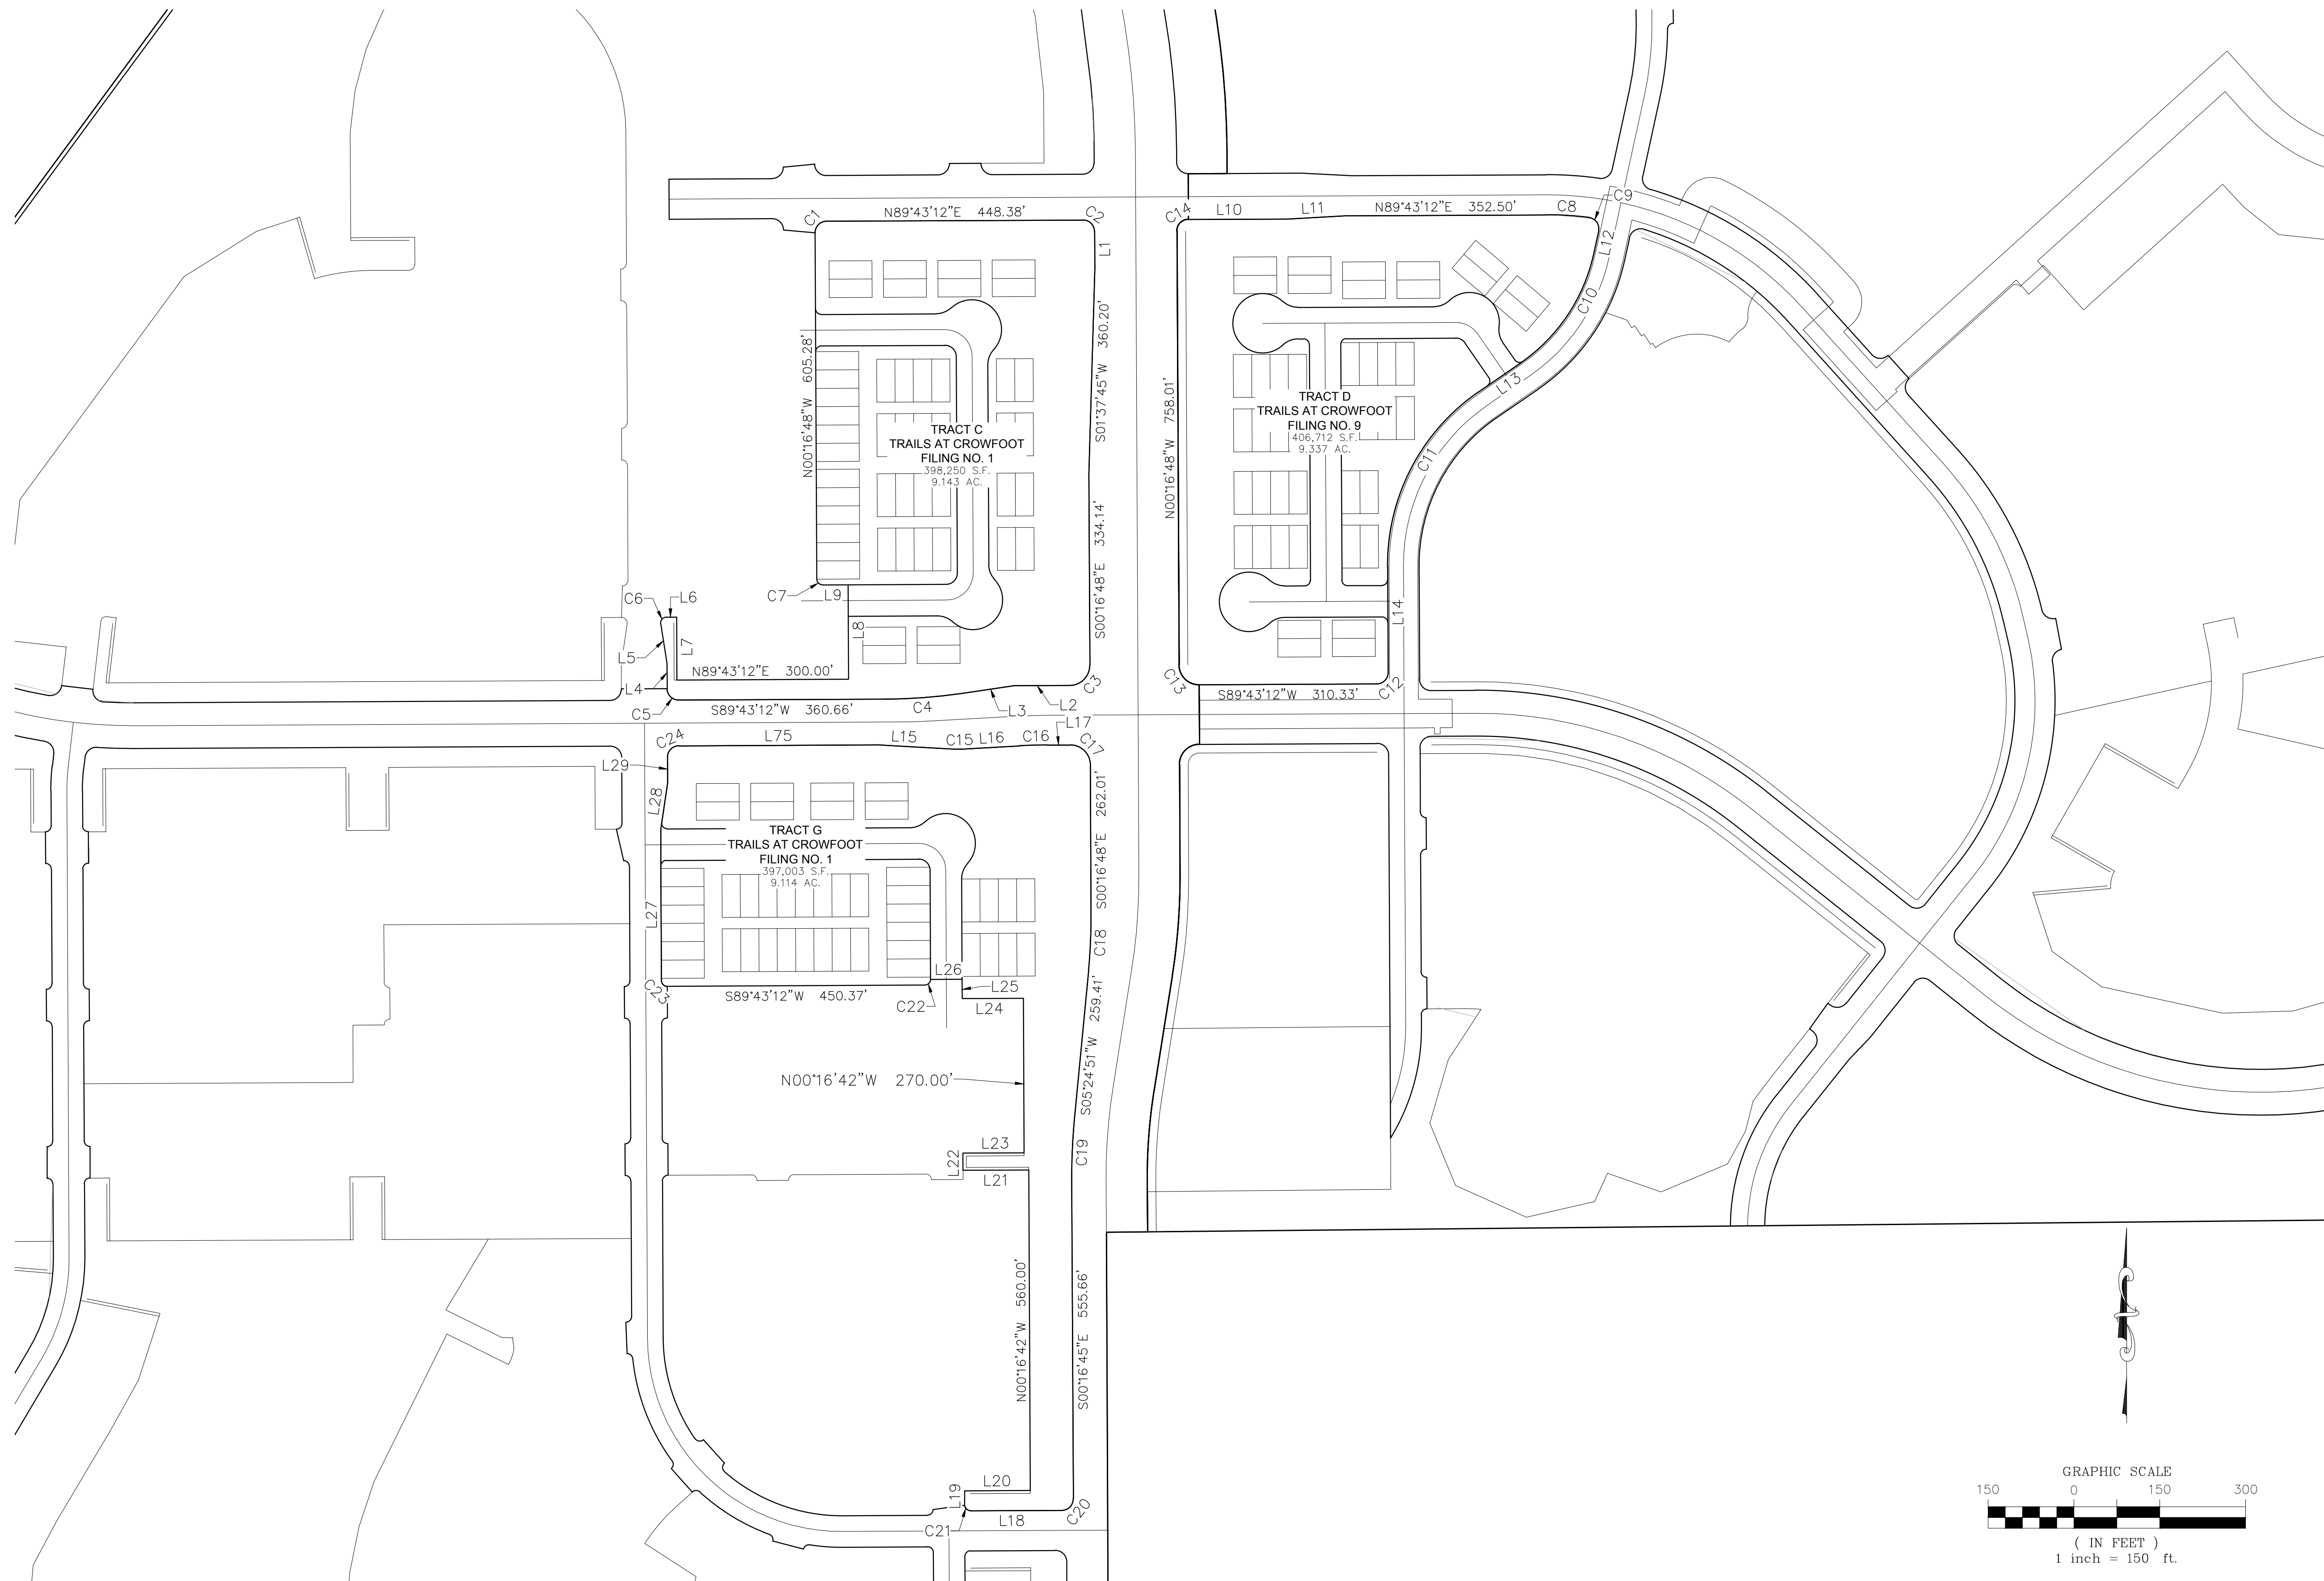 C1
N89°43'12"E 448.38'
C2
C14
L10
L11
N89°43'12"E 352.50'
C8
C9
L1
L12
C10
N00°16'48"W 605.28'
S01°37'45"W 360.20'
TRACT C
TRAILS AT CROWFOOT
FILING NO. 1
398,250 S.F.
9.143 AC.
N00°16'48"W 758.01'
TRACT D
TRAILS AT CROWFOOT
FILING NO. 9
406,712 S.F.
9.337 AC.
L13
C11
S00°16'48"E 334.14'
C7
L9
L8
C6
L6
L5
L7
L4
N89°43'12"E 300.00'
L14
C3
C13
S89°43'12"W 310.33'
C12
C5
S89°43'12"W 360.66'
C4
L3
L2
L17
C24
L75
L15
C15
L16
C16
C17
L29
L28
S00°16'48"E 262.01'
TRACT G
TRAILS AT CROWFOOT
FILING NO. 1
397,003 S.F.
9.114 AC.
L27
C18
L26
C23
S89°43'12"W 450.37'
C22
L25
L24
S05°24'51"W 259.41'
N00°16'42"W 270.00'
C19
L23
L22
L21
N00°16'42"W 560.00'
S00°16'45"E 555.66'
L20
L19
L18
C20
C21
GRAPHIC SCALE
150 0 150 300
( IN FEET )
1 inch = 150 ft.